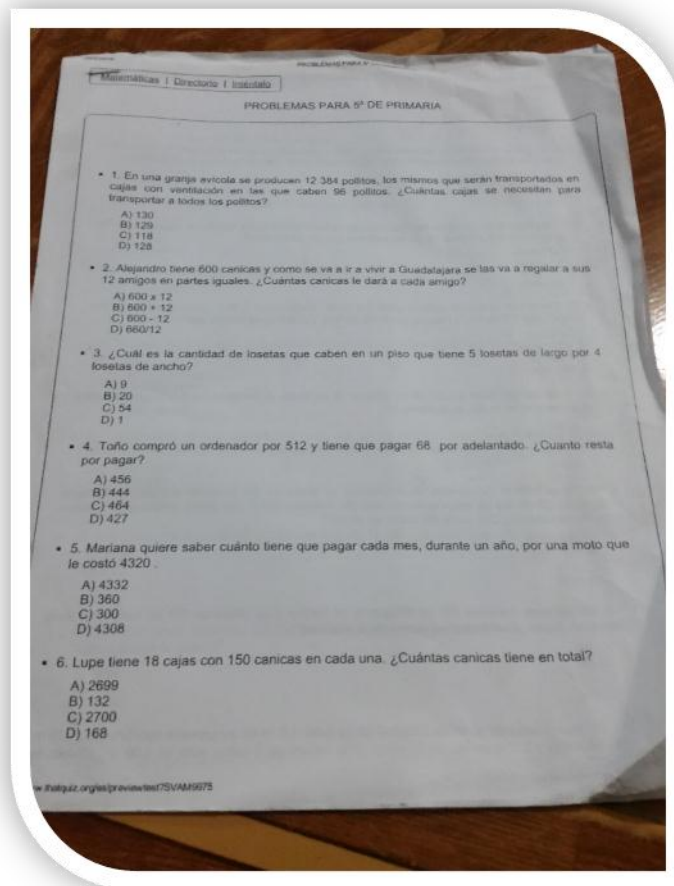 Matemáticas | Directorio | Inténtalo
PROBLEMAS PARA 5º DE PRIMARIA
• 1. En una granja avícola se producen 12 384 pollitos, los mismos que serán transportados en
cajas con ventilación en las que caben 96 pollitos. ¿Cuántas cajas se necesitan para
transportar a todos los pollitos?
A) 130
B) 129
C) 118
D) 128
• 2. Alejandro tiene 600 canicas y como se va a ir a vivir a Guadalajara se las va a regalar a sus
12 amigos en partes iguales. ¿Cuántas canicas le dará a cada amigo?
A) 600 x 12
B) 600 + 12
C) 600 - 12
D) 660/12
• 3. ¿Cuál es la cantidad de losetas que caben en un piso que tiene 5 losetas de largo por 4
losetas de ancho?
A) 9
B) 20
C) 54
D) 1
• 4. Toño compró un ordenador por 512 y tiene que pagar 68 por adelantado. ¿Cuanto resta
por pagar?
A) 456
B) 444
C) 464
D) 427
• 5. Mariana quiere saber cuánto tiene que pagar cada mes, durante un año, por una moto que
le costó 4320 .
A) 4332
B) 360
C) 300
D) 4308
• 6. Lupe tiene 18 cajas con 150 canicas en cada una. ¿Cuántas canicas tiene en total?
A) 2699
B) 132
C) 2700
D) 168
w.thatquiz.org/es/previewtest?SVAM9975